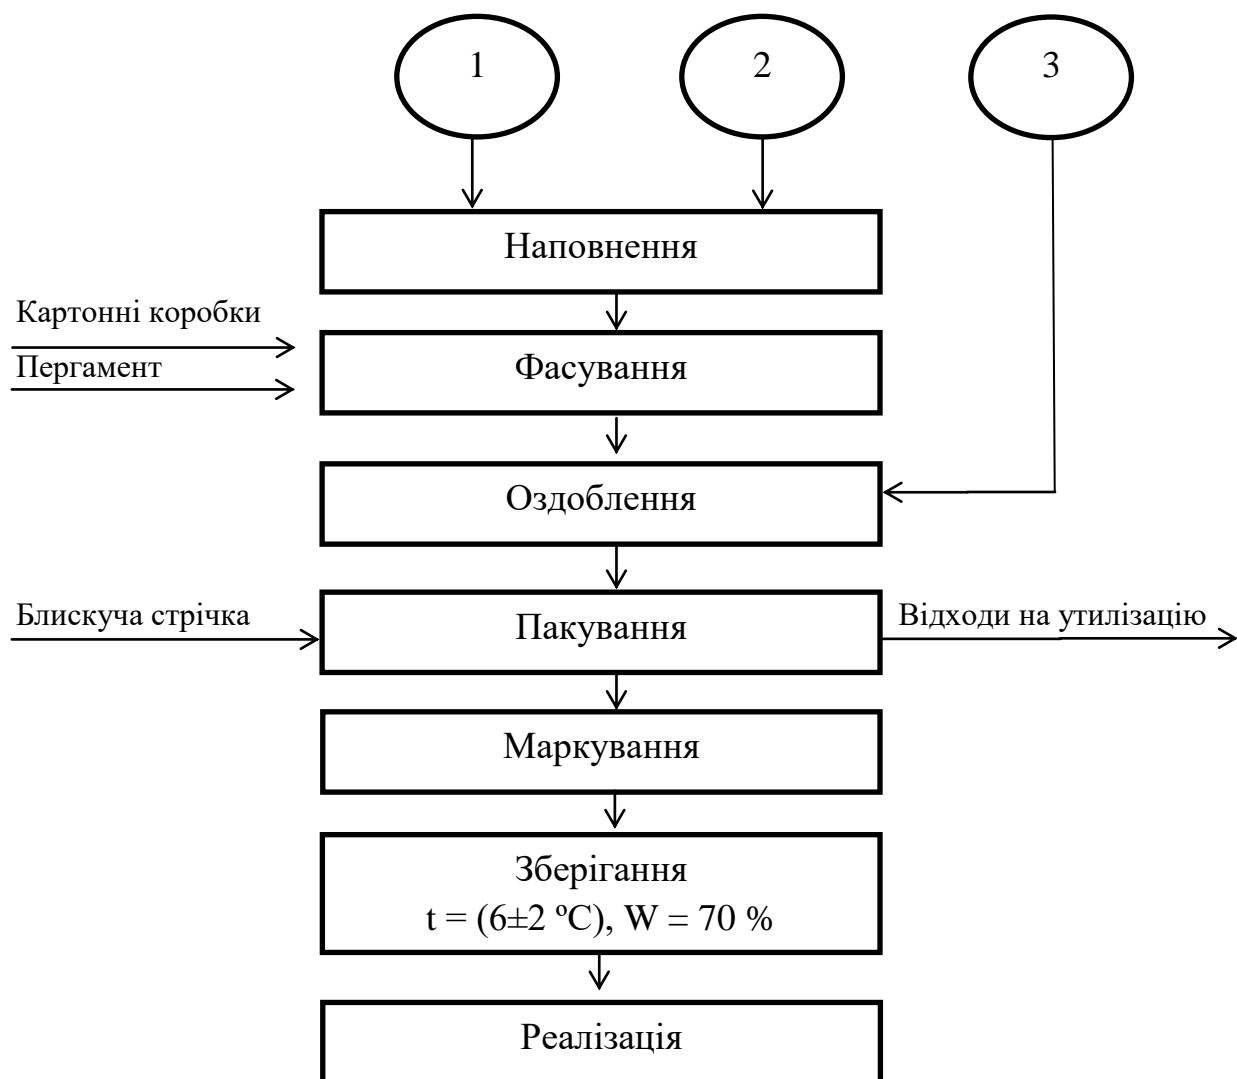 1
2
3
Наповнення
Картонні коробки
Пергамент
Фасування
Оздоблення
Блискуча стрічка
Пакування
Відходи на утилізацію
Маркування
Зберігання
t = (6±2 ºС), W = 70 %
Реалізація